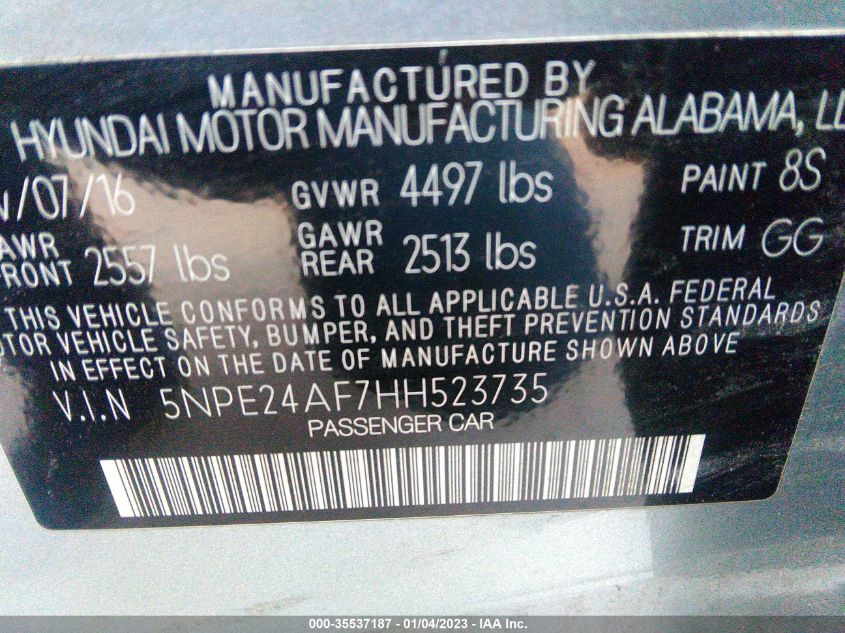 MANUFACTURED BY
HYUNDAI MOTOR MANUFACTURING ALABAMA, LL
/07/16 GVWR 4497 lbs PAINT 8S
AWR FRONT 2557 lbs GAWR REAR 2513 lbs TRIM GG
THIS VEHICLE CONFORMS TO ALL APPLICABLE U.S.A. FEDERAL
TOR VEHICLE SAFETY, BUMPER, AND THEFT PREVENTION STANDARDS
IN EFFECT ON THE DATE OF MANUFACTURE SHOWN ABOVE
V.I.N 5NPE24AF7HH523735
PASSENGER CAR
000-35537187 - 01/04/2023 - IAA Inc.